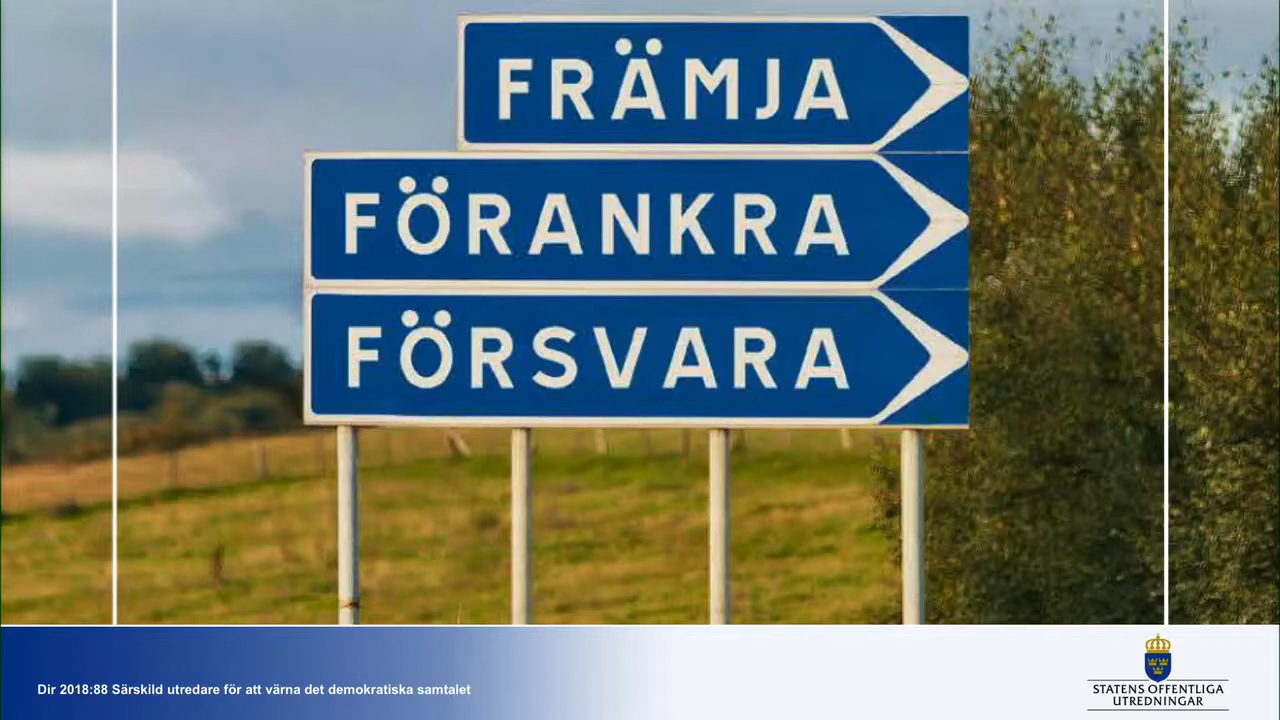 FRÄMJA
FÖRANKRA
FÖRSVARA
Dir 2018:88 Särskild utredare för att värna det demokratiska samtalet
STATENS OFFENTLIGA
UTREDNINGAR